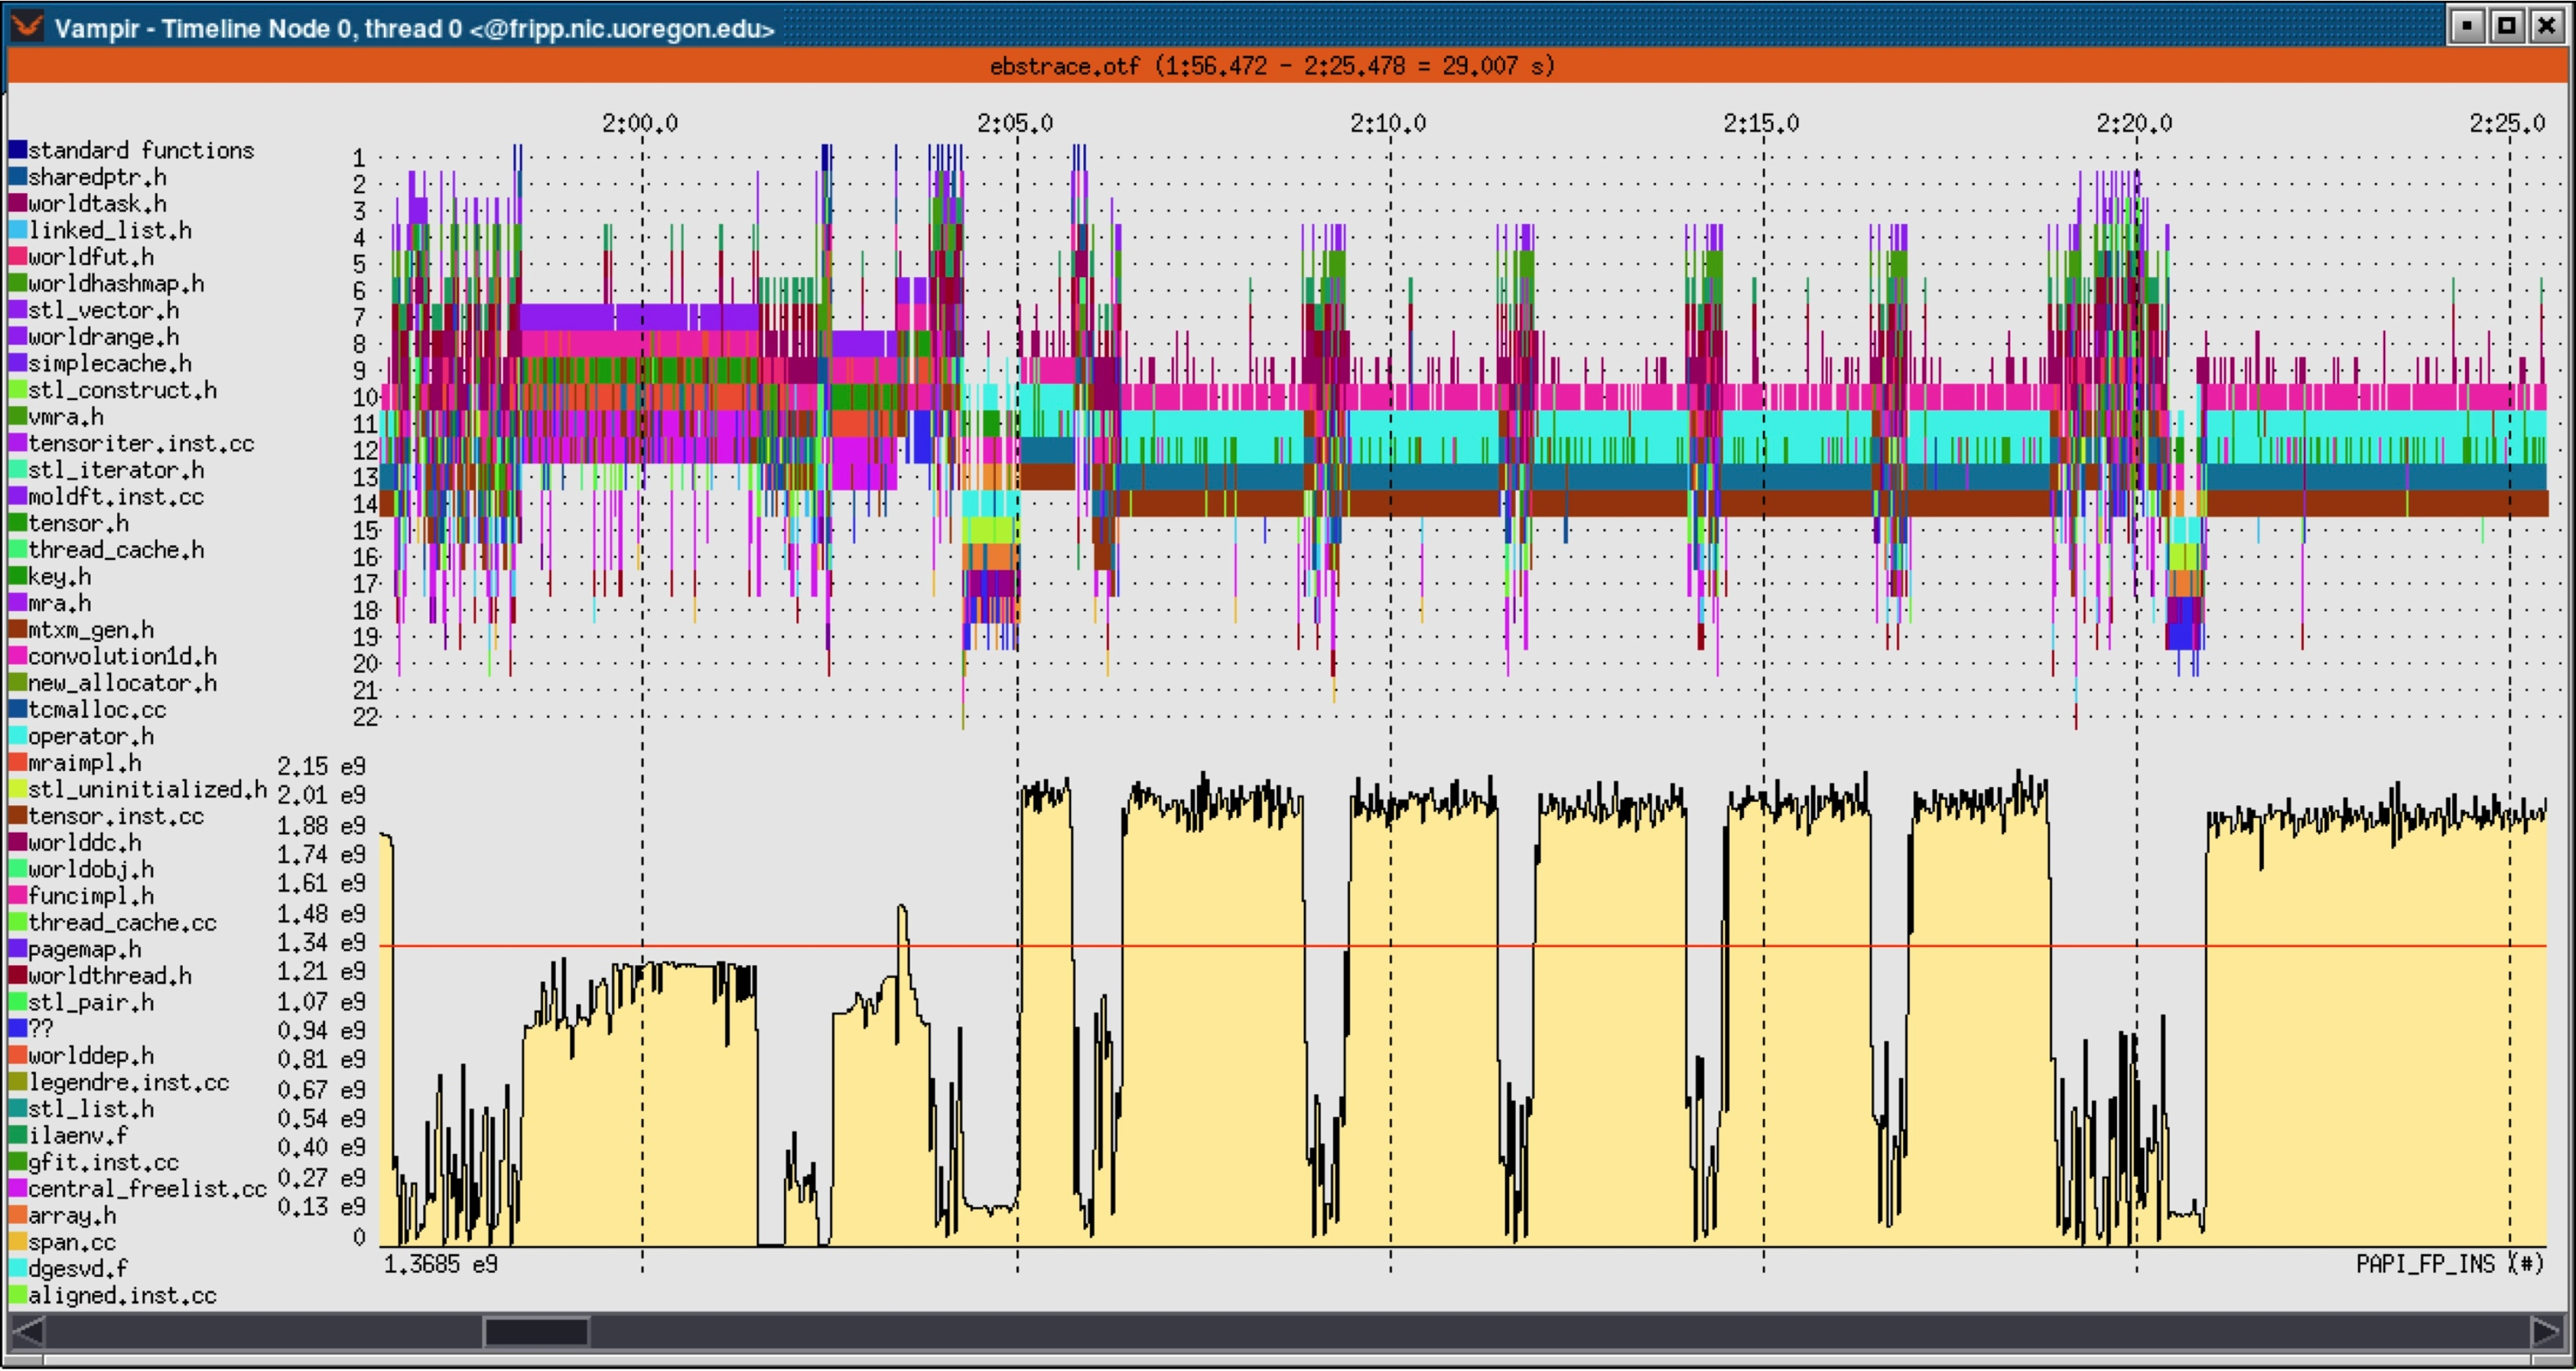 Vampir - Timeline Node 0, thread 0 <@fripp.nic.uoregon.edu>
ebstrace.otf (1:56.472 - 2:25.478 = 29.007 s)
2:00.0 2:05.0 2:10.0 2:15.0 2:20.0 2:25.0
standard functions
sharedptr.h
worldtask.h
linked_list.h
worldfut.h
worldhashmap.h
stl_vector.h
worldrange.h
simplecache.h
stl_construct.h
vmra.h
tensoriter.inst.cc
stl_iterator.h
moldft.inst.cc
tensor.h
thread_cache.h
key.h
mra.h
mtxm_gen.h
convolution1d.h
new_allocator.h
tcmalloc.cc
operator.h
mraimpl.h
stl_uninitialized.h
tensor.inst.cc
worlddc.h
worldobj.h
funcimpl.h
thread_cache.cc
pagemap.h
worldthread.h
stl_pair.h
??
worlddep.h
legendre.inst.cc
stl_list.h
ilaenv.f
gfit.inst.cc
central_freelist.cc
array.h
span.cc
dgesvd.f
aligned.inst.cc
1
2
3
4
5
6
7
8
9
10
11
12
13
14
15
16
17
18
19
20
21
22
2.15 e9
2.01 e9
1.88 e9
1.74 e9
1.61 e9
1.48 e9
1.34 e9
1.21 e9
1.07 e9
0.94 e9
0.81 e9
0.67 e9
0.54 e9
0.40 e9
0.27 e9
0.13 e9
0
1.3685 e9
PAPI_FP_INS (#)